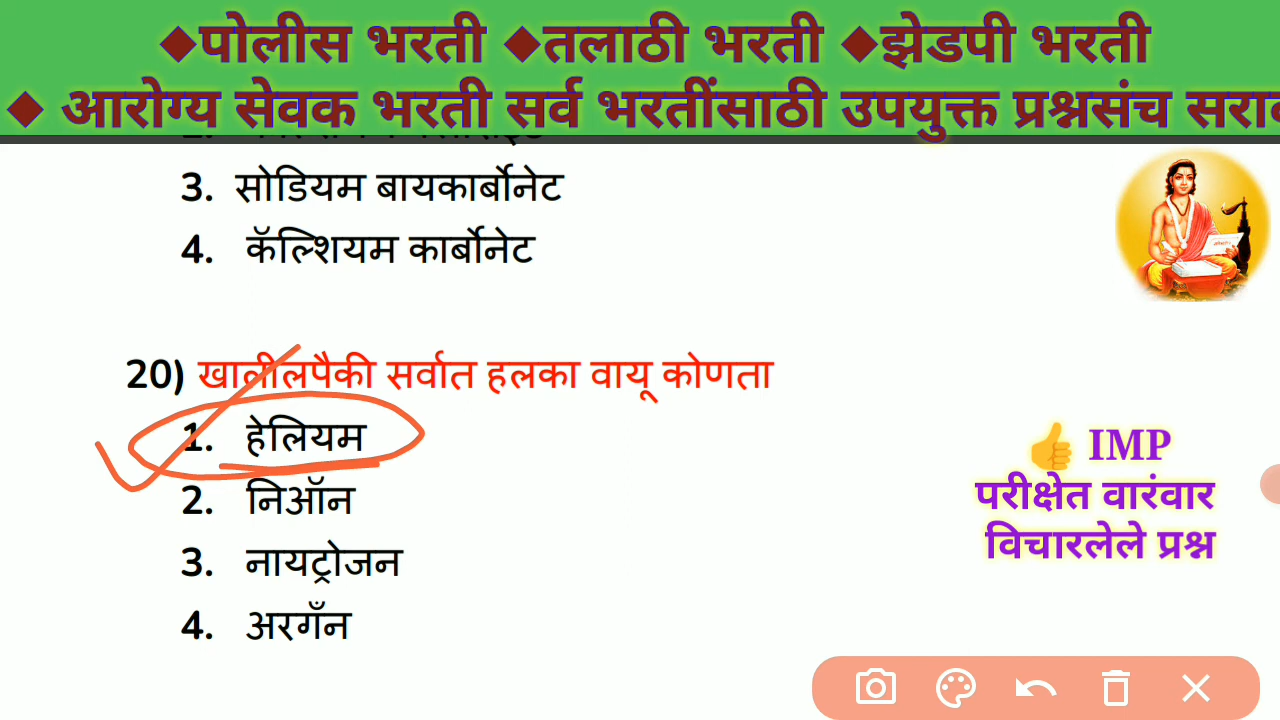 ◆पोलीस भरती ◆तलाठी भरती ◆झेडपी भरती
◆ आरोग्य सेवक भरती सर्व भरतींसाठी उपयुक्त प्रश्नसंच
3. सोडियम बायकार्बोनेट
4. कॅल्शियम कार्बोनेट
20) खालीलपैकी सर्वात हलका वायू कोणता
1. हेलियम
2. निऑन
3. नायट्रोजन
4. अरगँन
👍 IMP
परीक्षेत वारंवार
विचारलेले प्रश्न